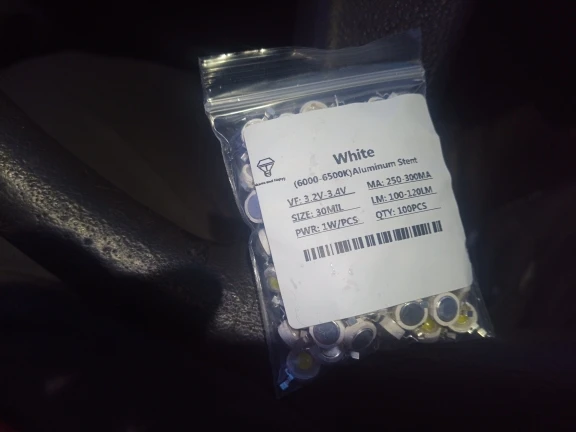 White
(6000-6500K)Aluminum Stent
VF: 3.2V-3.4V MA: 250-300MA
SIZE: 30MIL LM: 100-120LM
PWR: 1W/PCS QTY: 100PCS